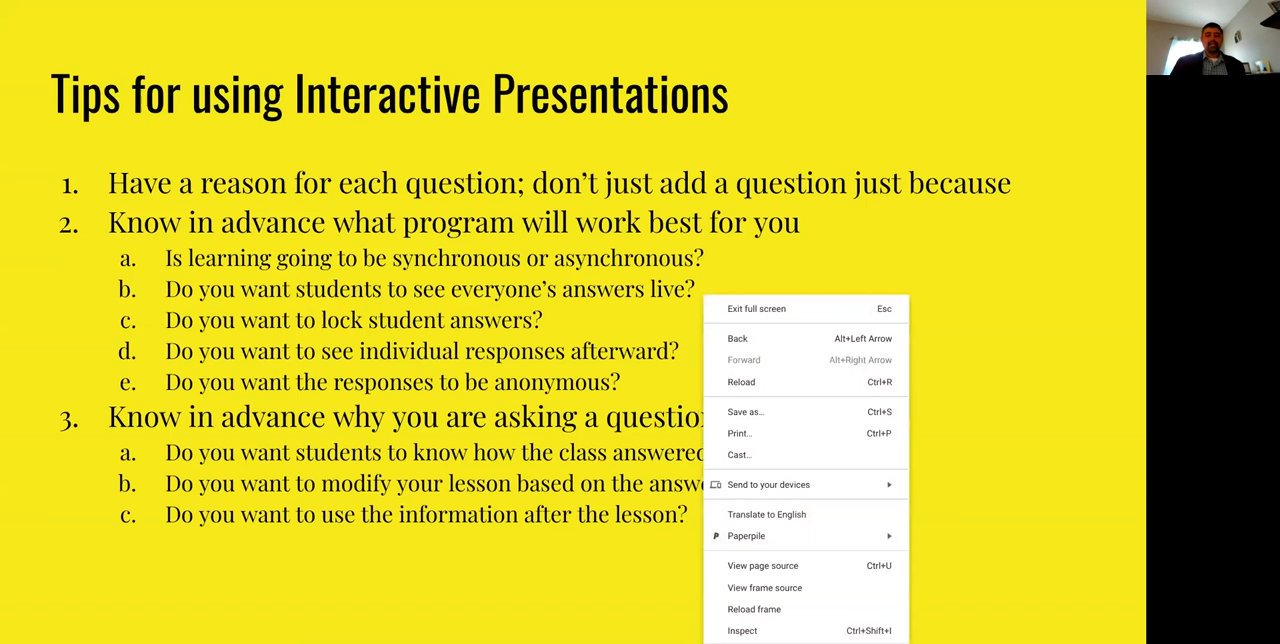 Tips for using Interactive Presentations
1. Have a reason for each question; don't just add a question just because
2. Know in advance what program will work best for you
a. Is learning going to be synchronous or asynchronous?
b. Do you want students to see everyone's answers live?
c. Do you want to lock student answers?
d. Do you want to see individual responses afterward?
e. Do you want the responses to be anonymous?
3. Know in advance why you are asking a
a. Do you want students to know how the class answered
b. Do you want to modify your lesson based on the
c. Do you want to use the information after the lesson?
Exit full screen Esc
Back Alt+Left Arrow
Forward Alt+Right Arrow
Reload Ctrl+R
Save as... Ctrl+S
Print... Ctrl+P
Cast...
Send to your devices
Translate to English
P Paperpile
View page source Ctrl+U
View frame source
Reload frame
Inspect Ctrl+Shift+I